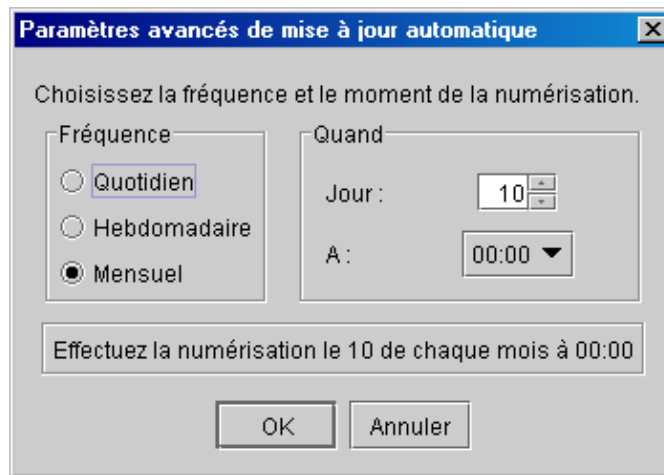 Paramètres avancés de mise à jour automatique
Choisissez la fréquence et le moment de la numérisation.
Fréquence
Quotidien
Hebdomadaire
Mensuel
Quand
Jour : 10
A : 00:00
Effectuez la numérisation le 10 de chaque mois à 00:00
OK Annuler